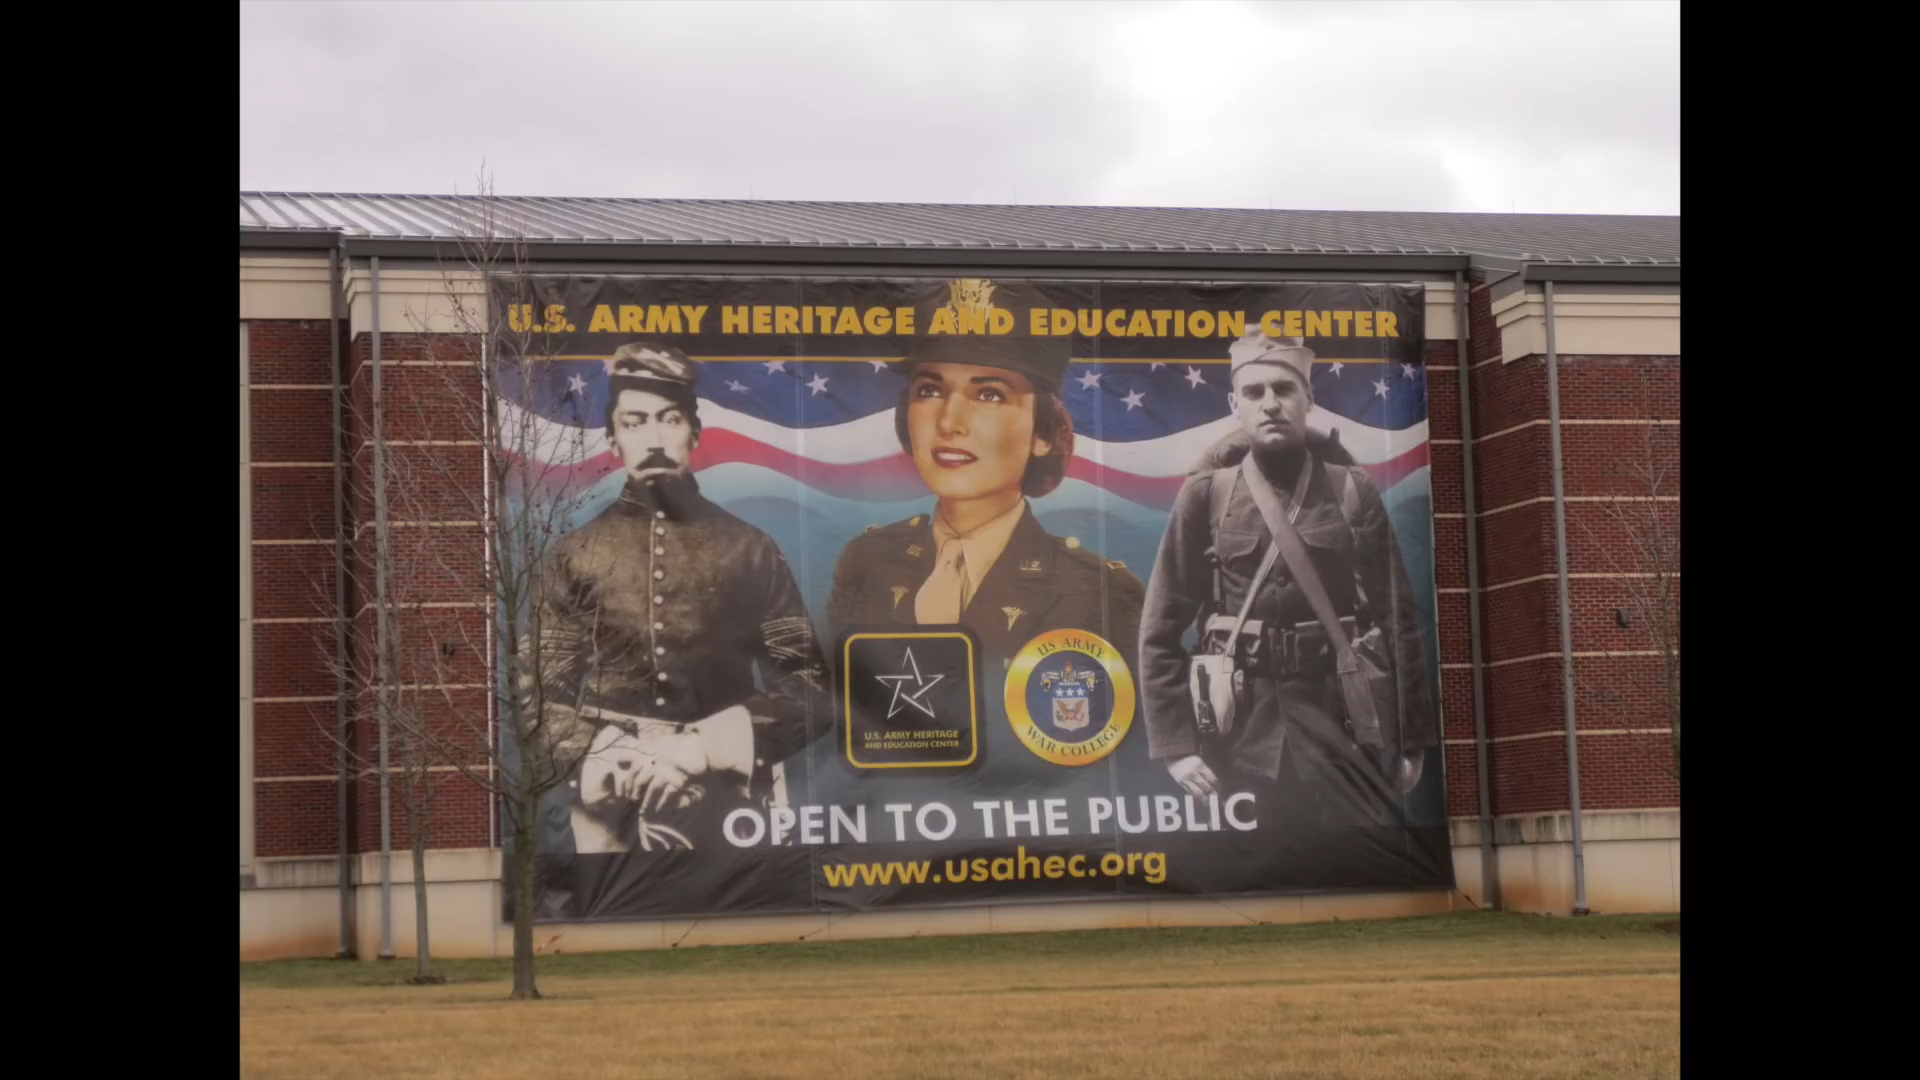 U.S. ARMY HERITAGE AND EDUCATION CENTER
U.S. ARMY HERITAGE
AND EDUCATION CENTER
US ARMY
WAR COLLEGE
OPEN TO THE PUBLIC
www.usahec.org